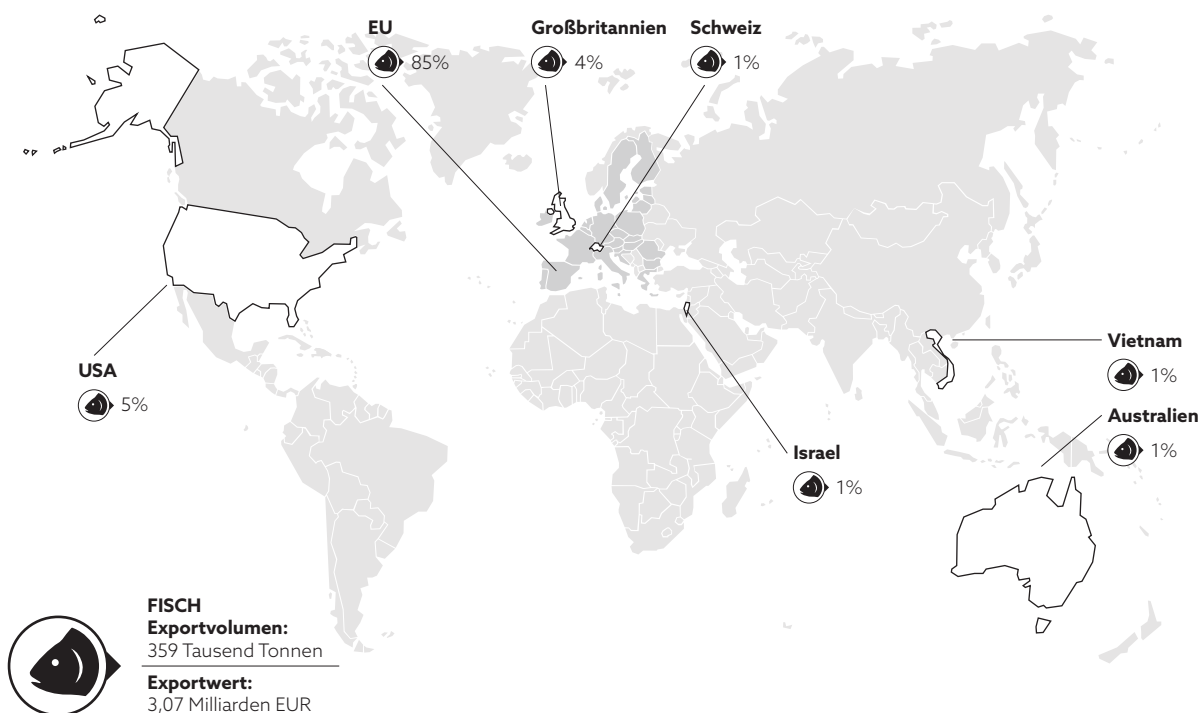 EU
85%
Großbritannien
4%
Schweiz
1%
USA
5%
Israel
1%
Vietnam
1%
Australien
1%
FISCH
Exportvolumen:
359 Tausend Tonnen
Exportwert:
3,07 Milliarden EUR